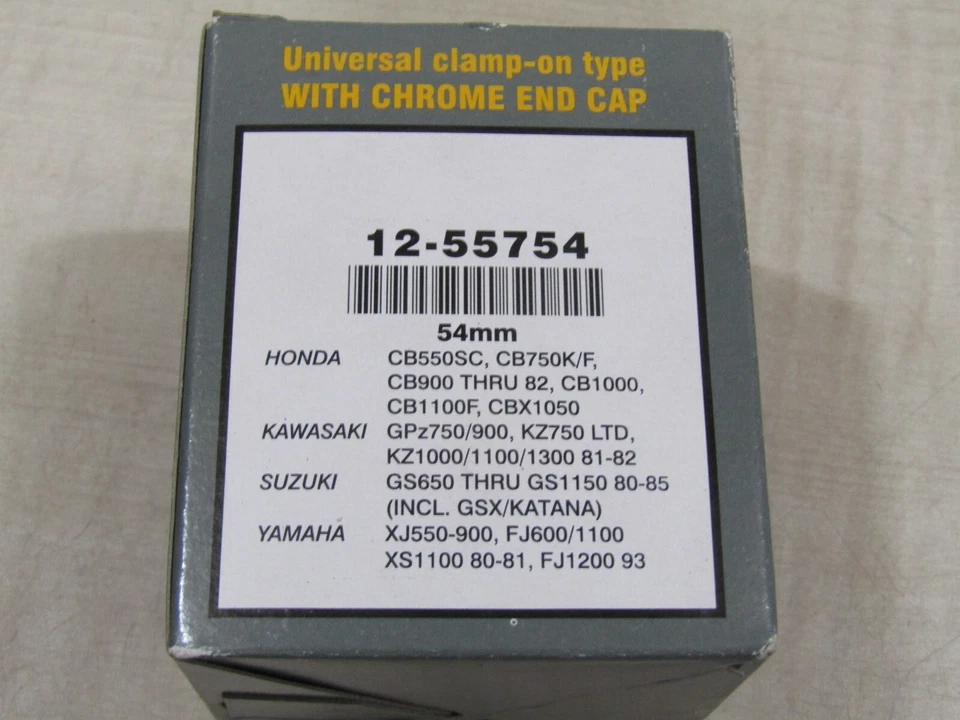 Universal clamp-on type
WITH CHROME END CAP
12-55754
54mm
HONDA CB550SC, CB750K/F,
CB900 THRU 82, CB1000,
CB1100F, CBX1050
KAWASAKI GPz750/900, KZ750 LTD,
KZ1000/1100/1300 81-82
SUZUKI GS650 THRU GS1150 80-85
(INCL. GSX/KATANA)
YAMAHA XJ550-900, FJ600/1100
XS1100 80-81, FJ1200 93